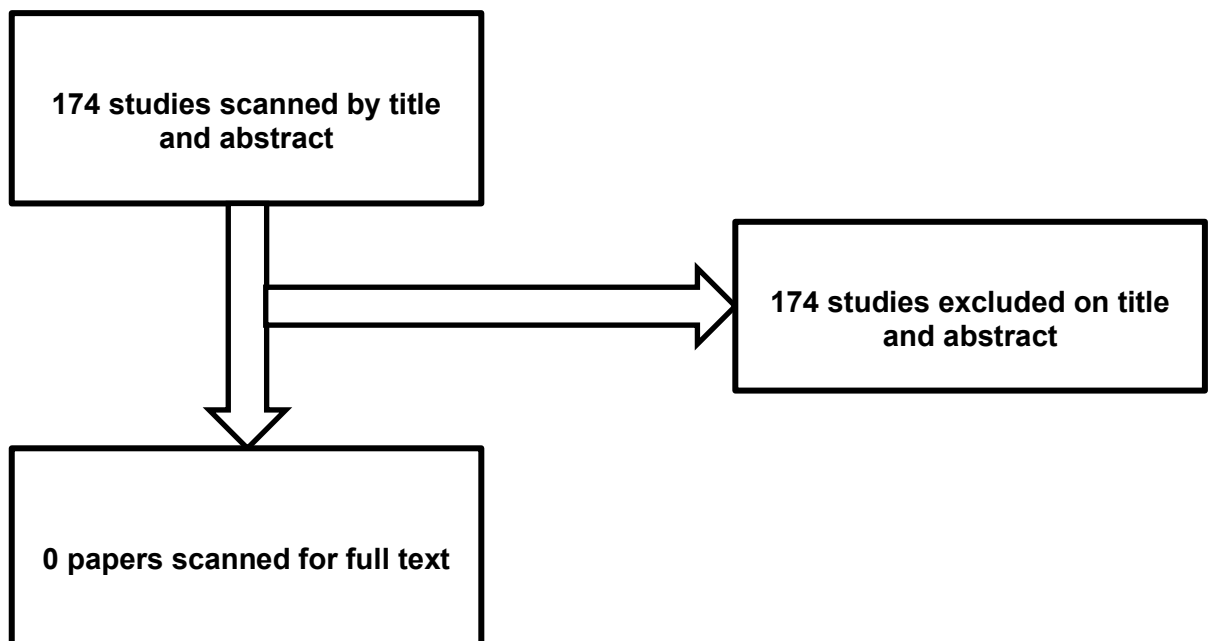 174 studies scanned by title
and abstract
174 studies excluded on title
and abstract
0 papers scanned for full text